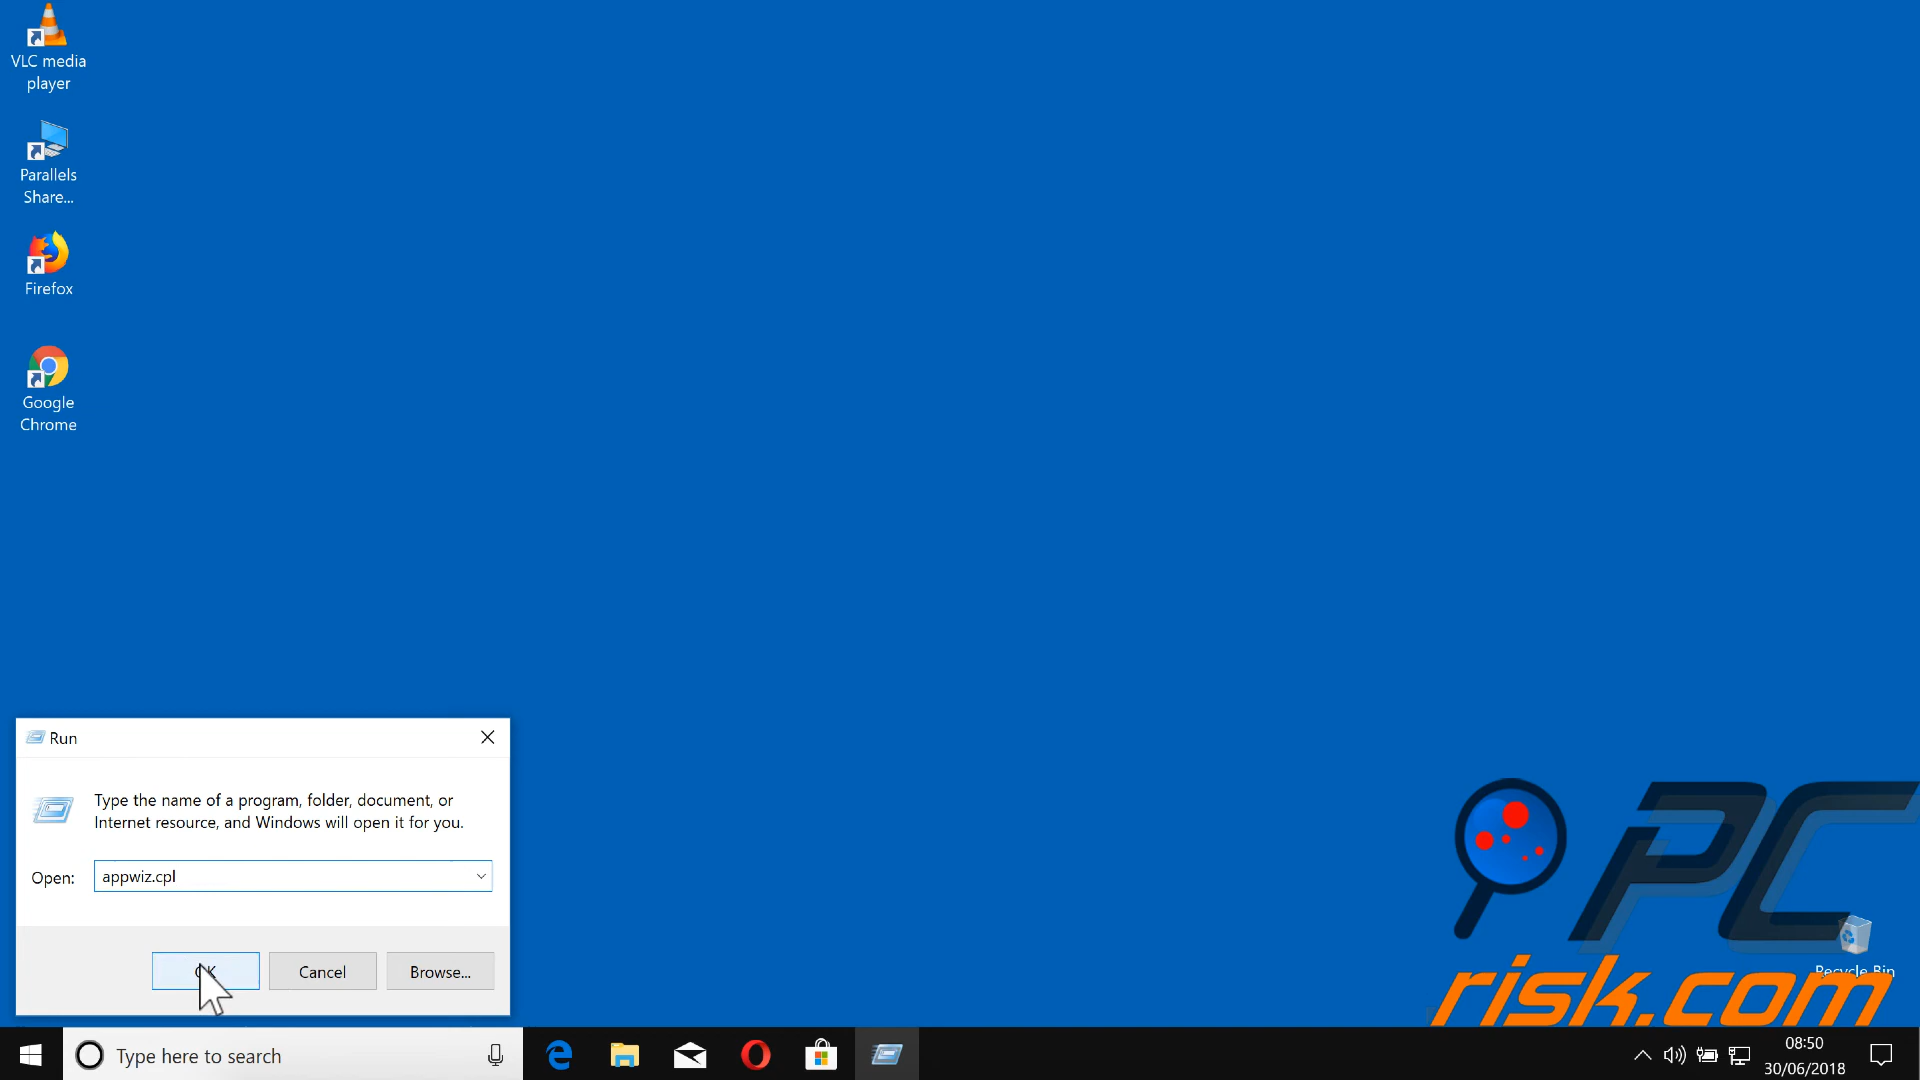 VLC media
player
Parallels
Share...
Firefox
Google
Chrome
Run
Type the name of a program, folder, document, or
Internet resource, and Windows will open it for you.
Open:
appwiz.cpl
OK
Cancel
Browse...
PC
Recycle Bin
risk.com
Type here to search
08:50
30/06/2018